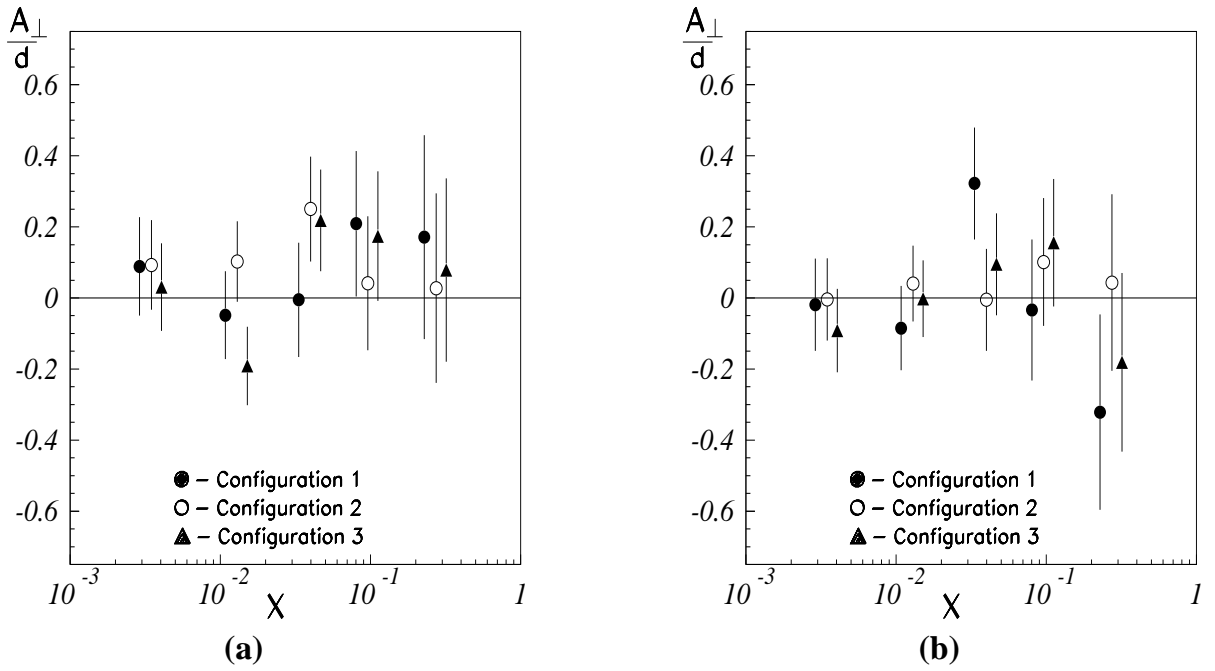 A⊥/d
0.6
0.4
0.2
0
-0.2
-0.4
-0.6
● – Configuration 1
○ – Configuration 2
▲ – Configuration 3
10^-3 10^-2 10^-1 1
X
(a)
A⊥/d
0.6
0.4
0.2
0
-0.2
-0.4
-0.6
● – Configuration 1
○ – Configuration 2
▲ – Configuration 3
10^-3 10^-2 10^-1 1
X
(b)